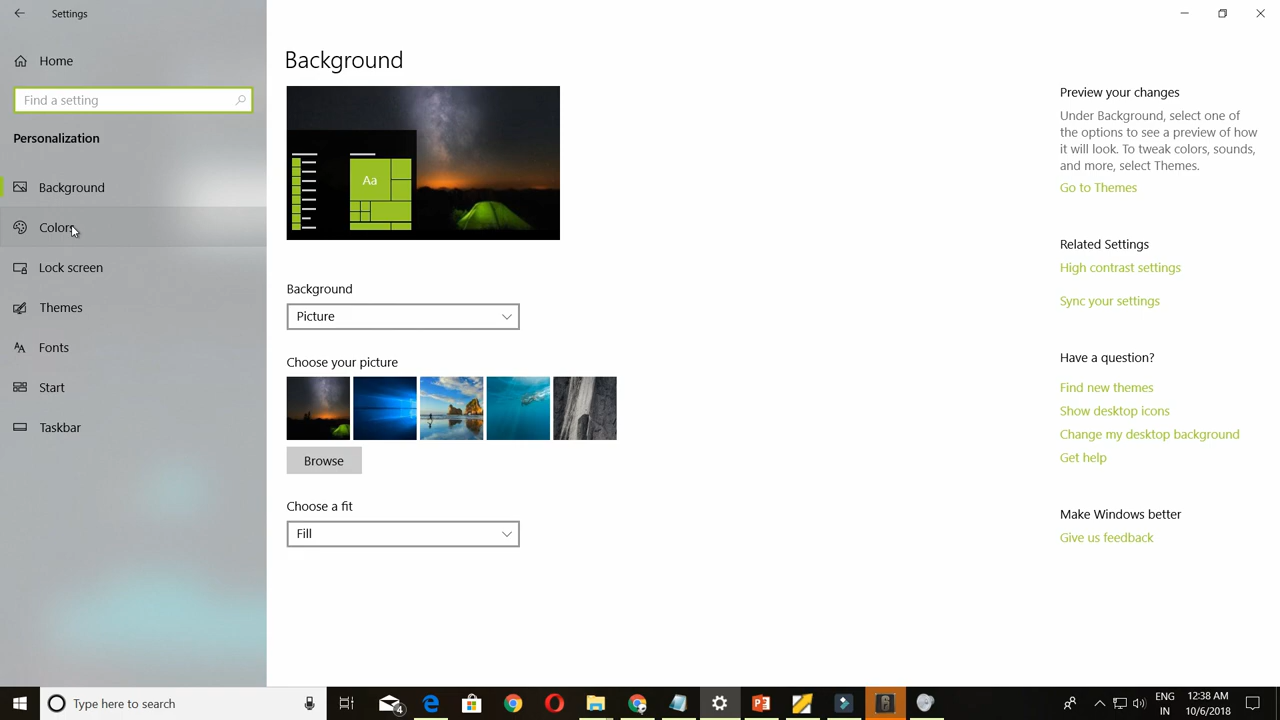 Settings
Home
Find a setting
Personalization
Background
Colors
Lock screen
Themes
Fonts
Start
Taskbar
Background
Aa
Background
Picture
Choose your picture
Browse
Choose a fit
Fill
Preview your changes
Under Background, select one of
the options to see a preview of how
it will look. To tweak colors, sounds,
and more, select Themes.
Go to Themes
Related Settings
High contrast settings
Sync your settings
Have a question?
Find new themes
Show desktop icons
Change my desktop background
Get help
Make Windows better
Give us feedback
Type here to search
4
ENG
IN
12:38 AM
10/6/2018